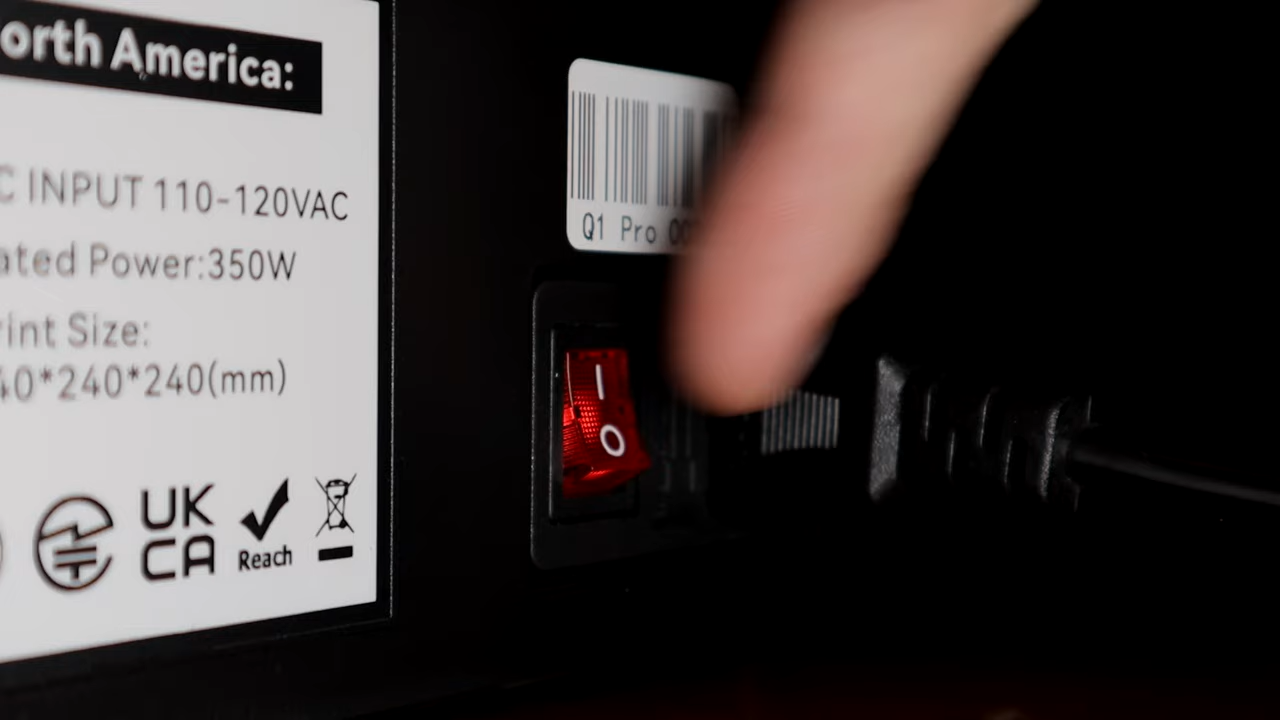 orth America:
C INPUT 110-120VAC
ated Power:350W
rint Size:
40*240*240(mm)
UK
CA
Reach
Q1 Pro 00
I
O